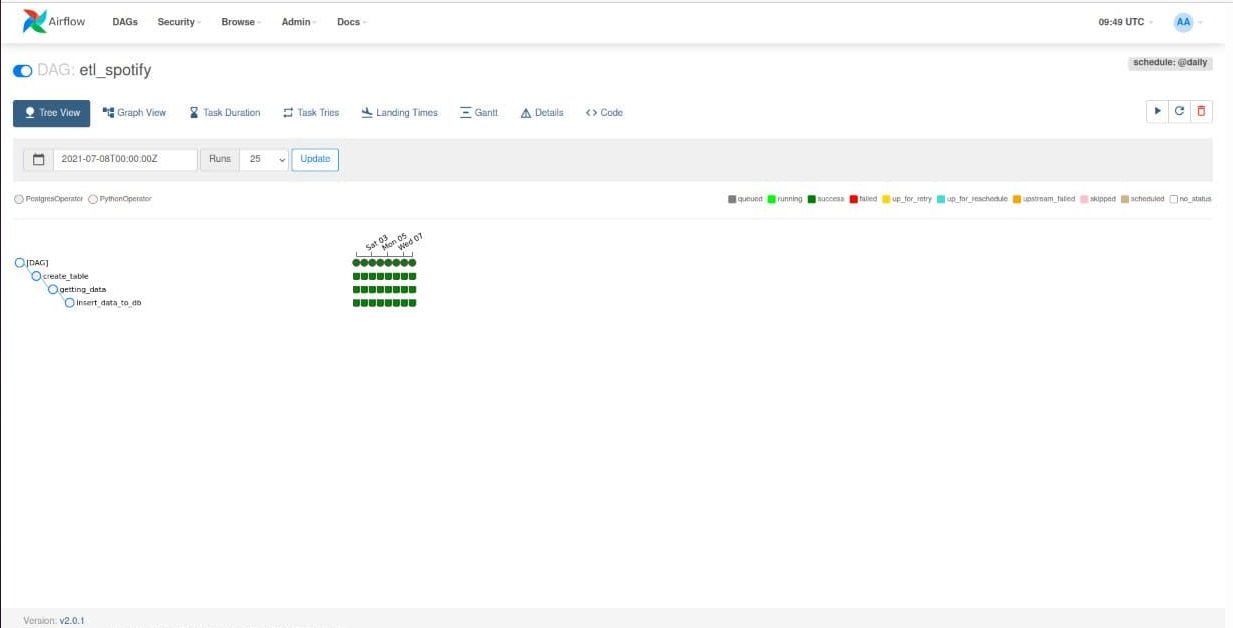 Airflow DAGs Security Browse Admin Docs 09:49 UTC AA
DAG: etl_spotify schedule: @daily
Tree View Graph View Task Duration Task Tries Landing Times Gantt Details <> Code
2021-07-08T00:00:00Z Runs 25 Update
PostgresOperator PythonOperator queued running success failed up_for_retry up_for_reschedule upstream_failed skipped scheduled no_status
Sat 03 Mon 05 Wed 07
[DAG]
create_table
getting_data
insert_data_to_db
Version: v2.0.1